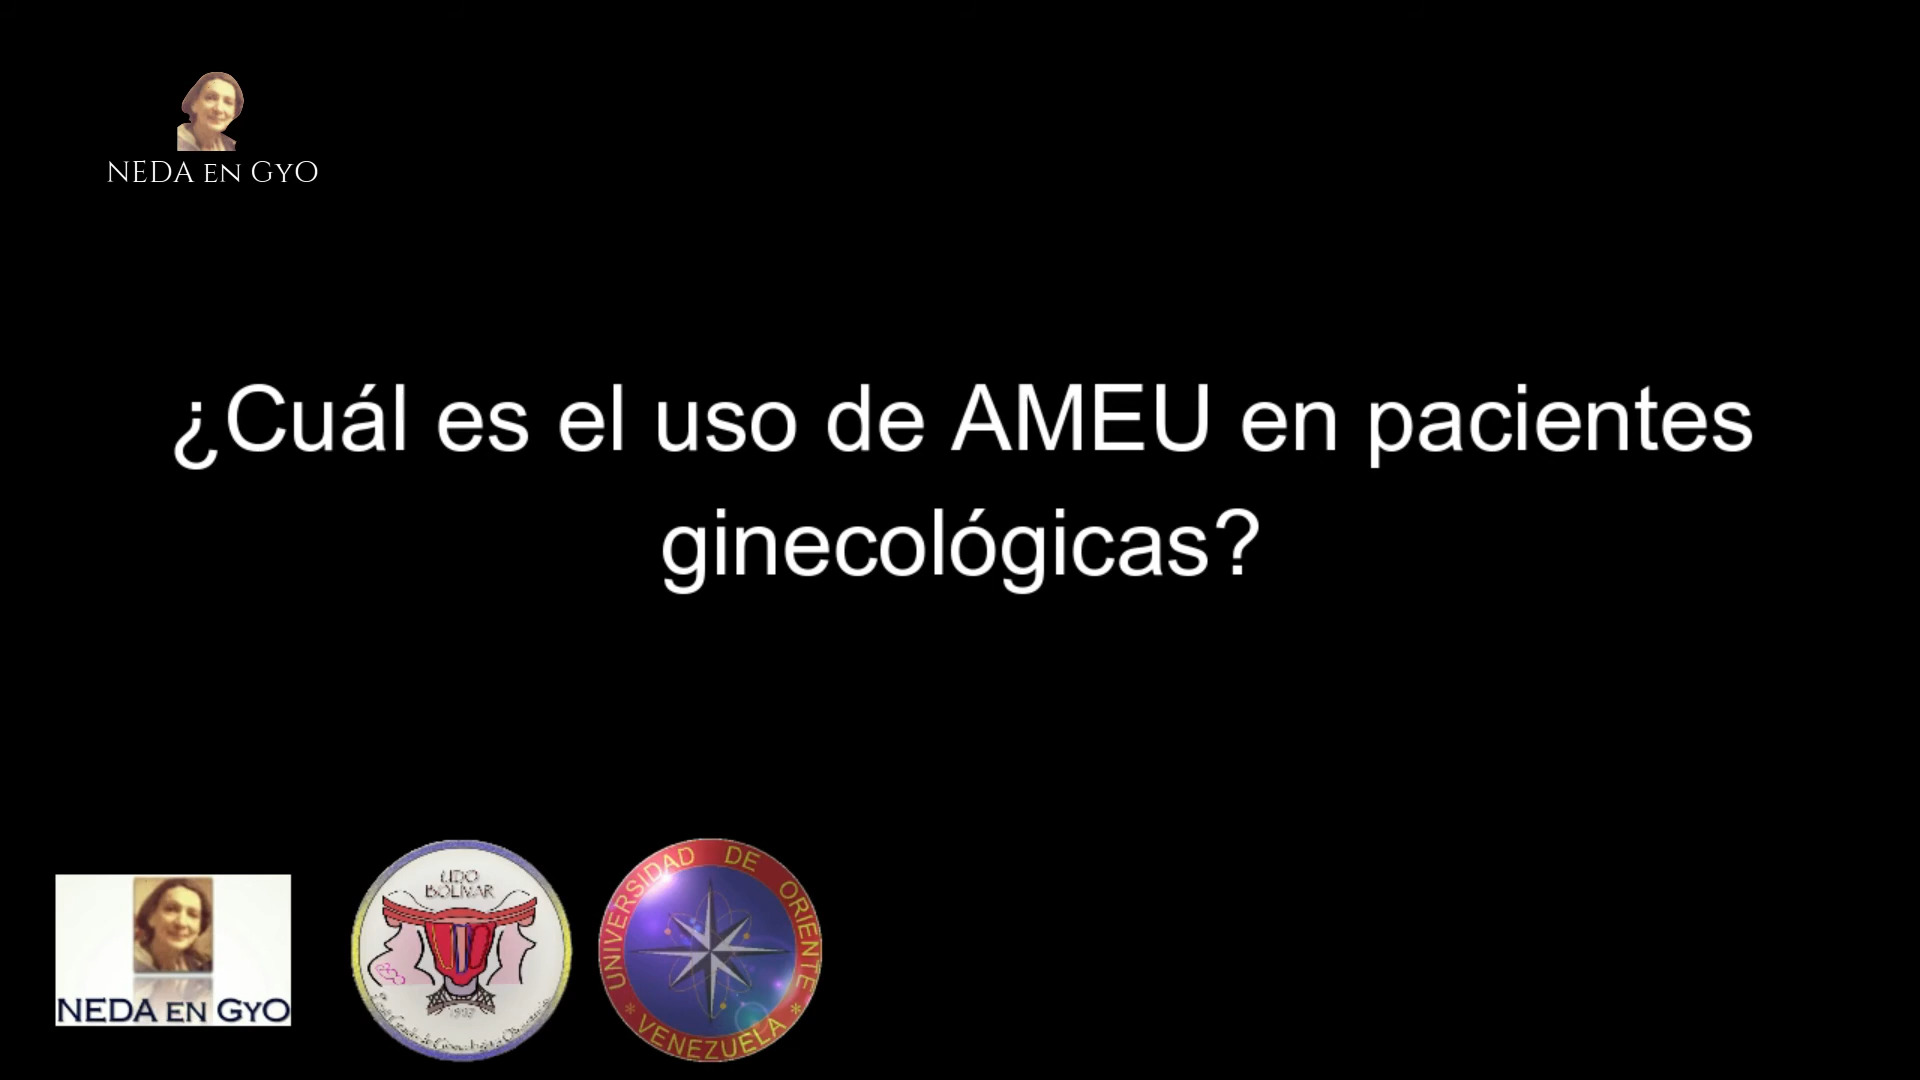 NEDA EN GYO
¿Cuál es el uso de AMEU en pacientes
ginecológicas?
NEDA EN GYO
UDO
BOLIVAR
UNIVERSIDAD DE ORIENTE
* VENEZUELA *